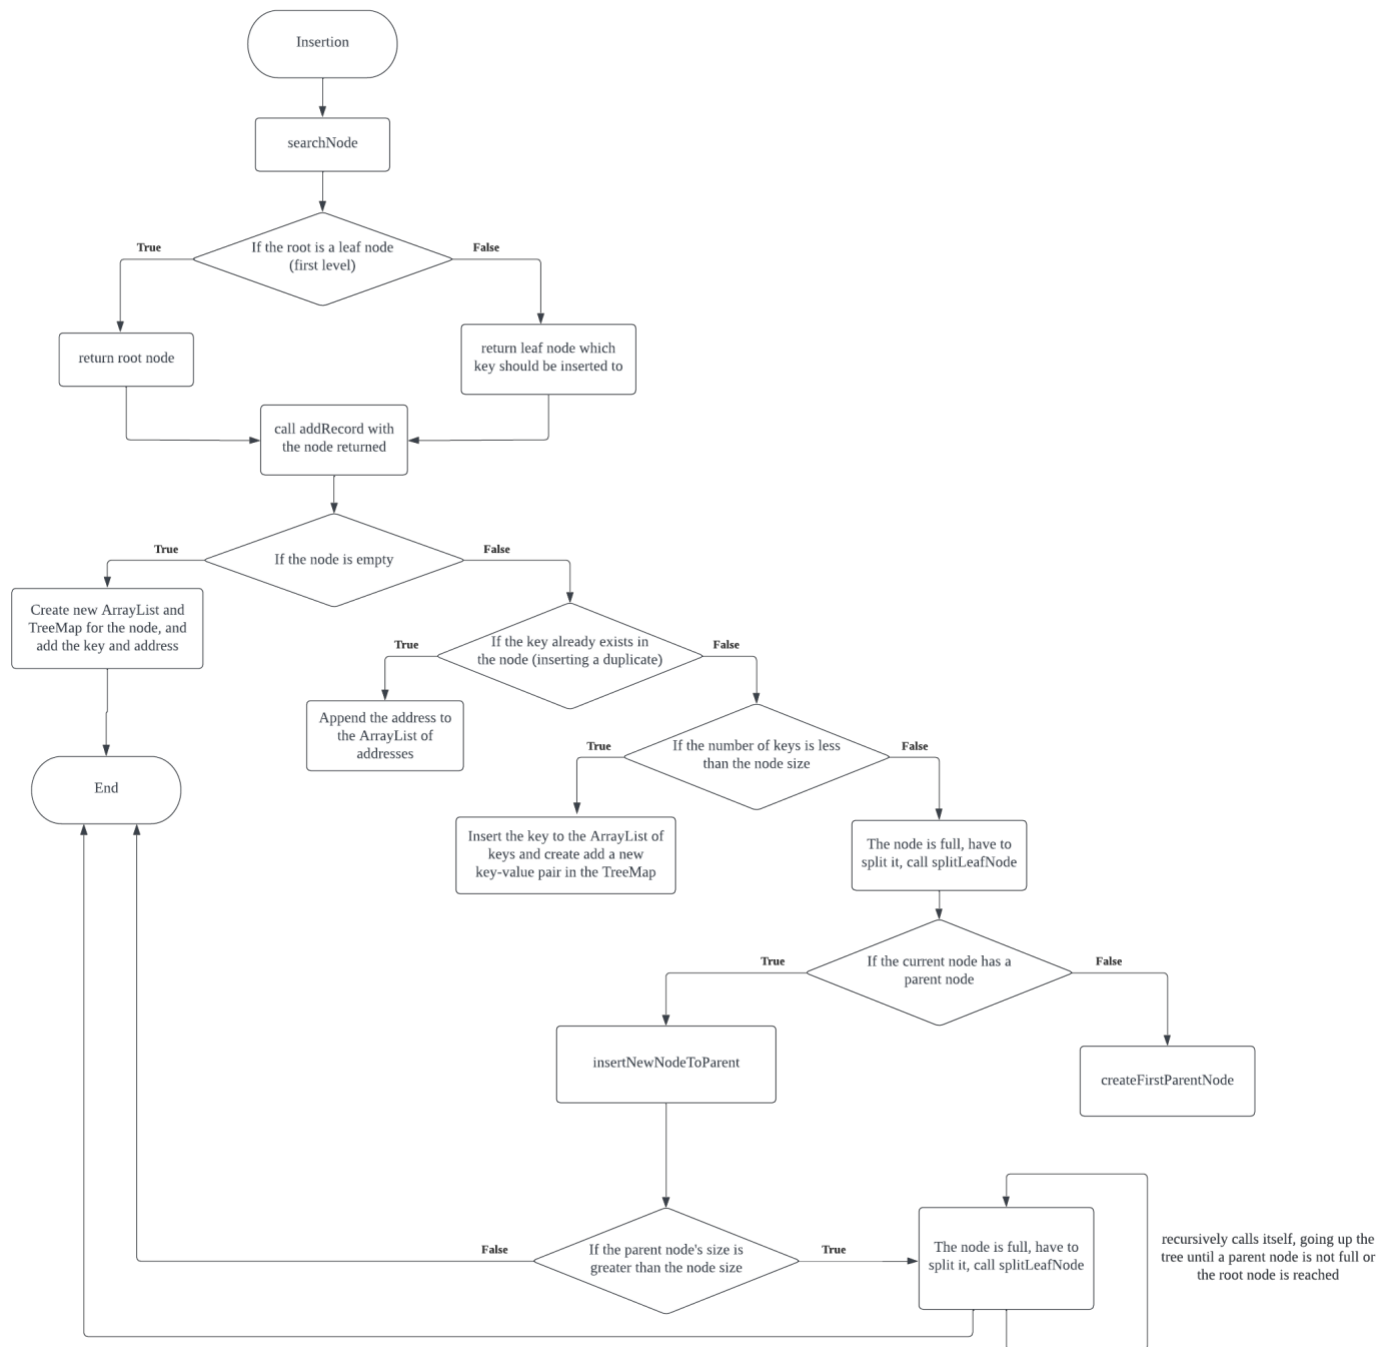 Insertion
searchNode
If the root is a leaf node
(first level)
True
False
return root node
return leaf node which
key should be inserted to
call addRecord with
the node returned
If the node is empty
True
False
Create new ArrayList and
TreeMap for the node, and
add the key and address
If the key already exists in
the node (inserting a duplicate)
True
False
Append the address to
the ArrayList of
addresses
If the number of keys is less
than the node size
True
False
End
Insert the key to the ArrayList of
keys and create add a new
key-value pair in the TreeMap
The node is full, have to
split it, call splitLeafNode
If the current node has a
parent node
True
False
insertNewNodeToParent
createFirstParentNode
If the parent node's size is
greater than the node size
False
True
The node is full, have to
split it, call splitLeafNode
recursively calls itself, going up the
tree until a parent node is not full or
the root node is reached